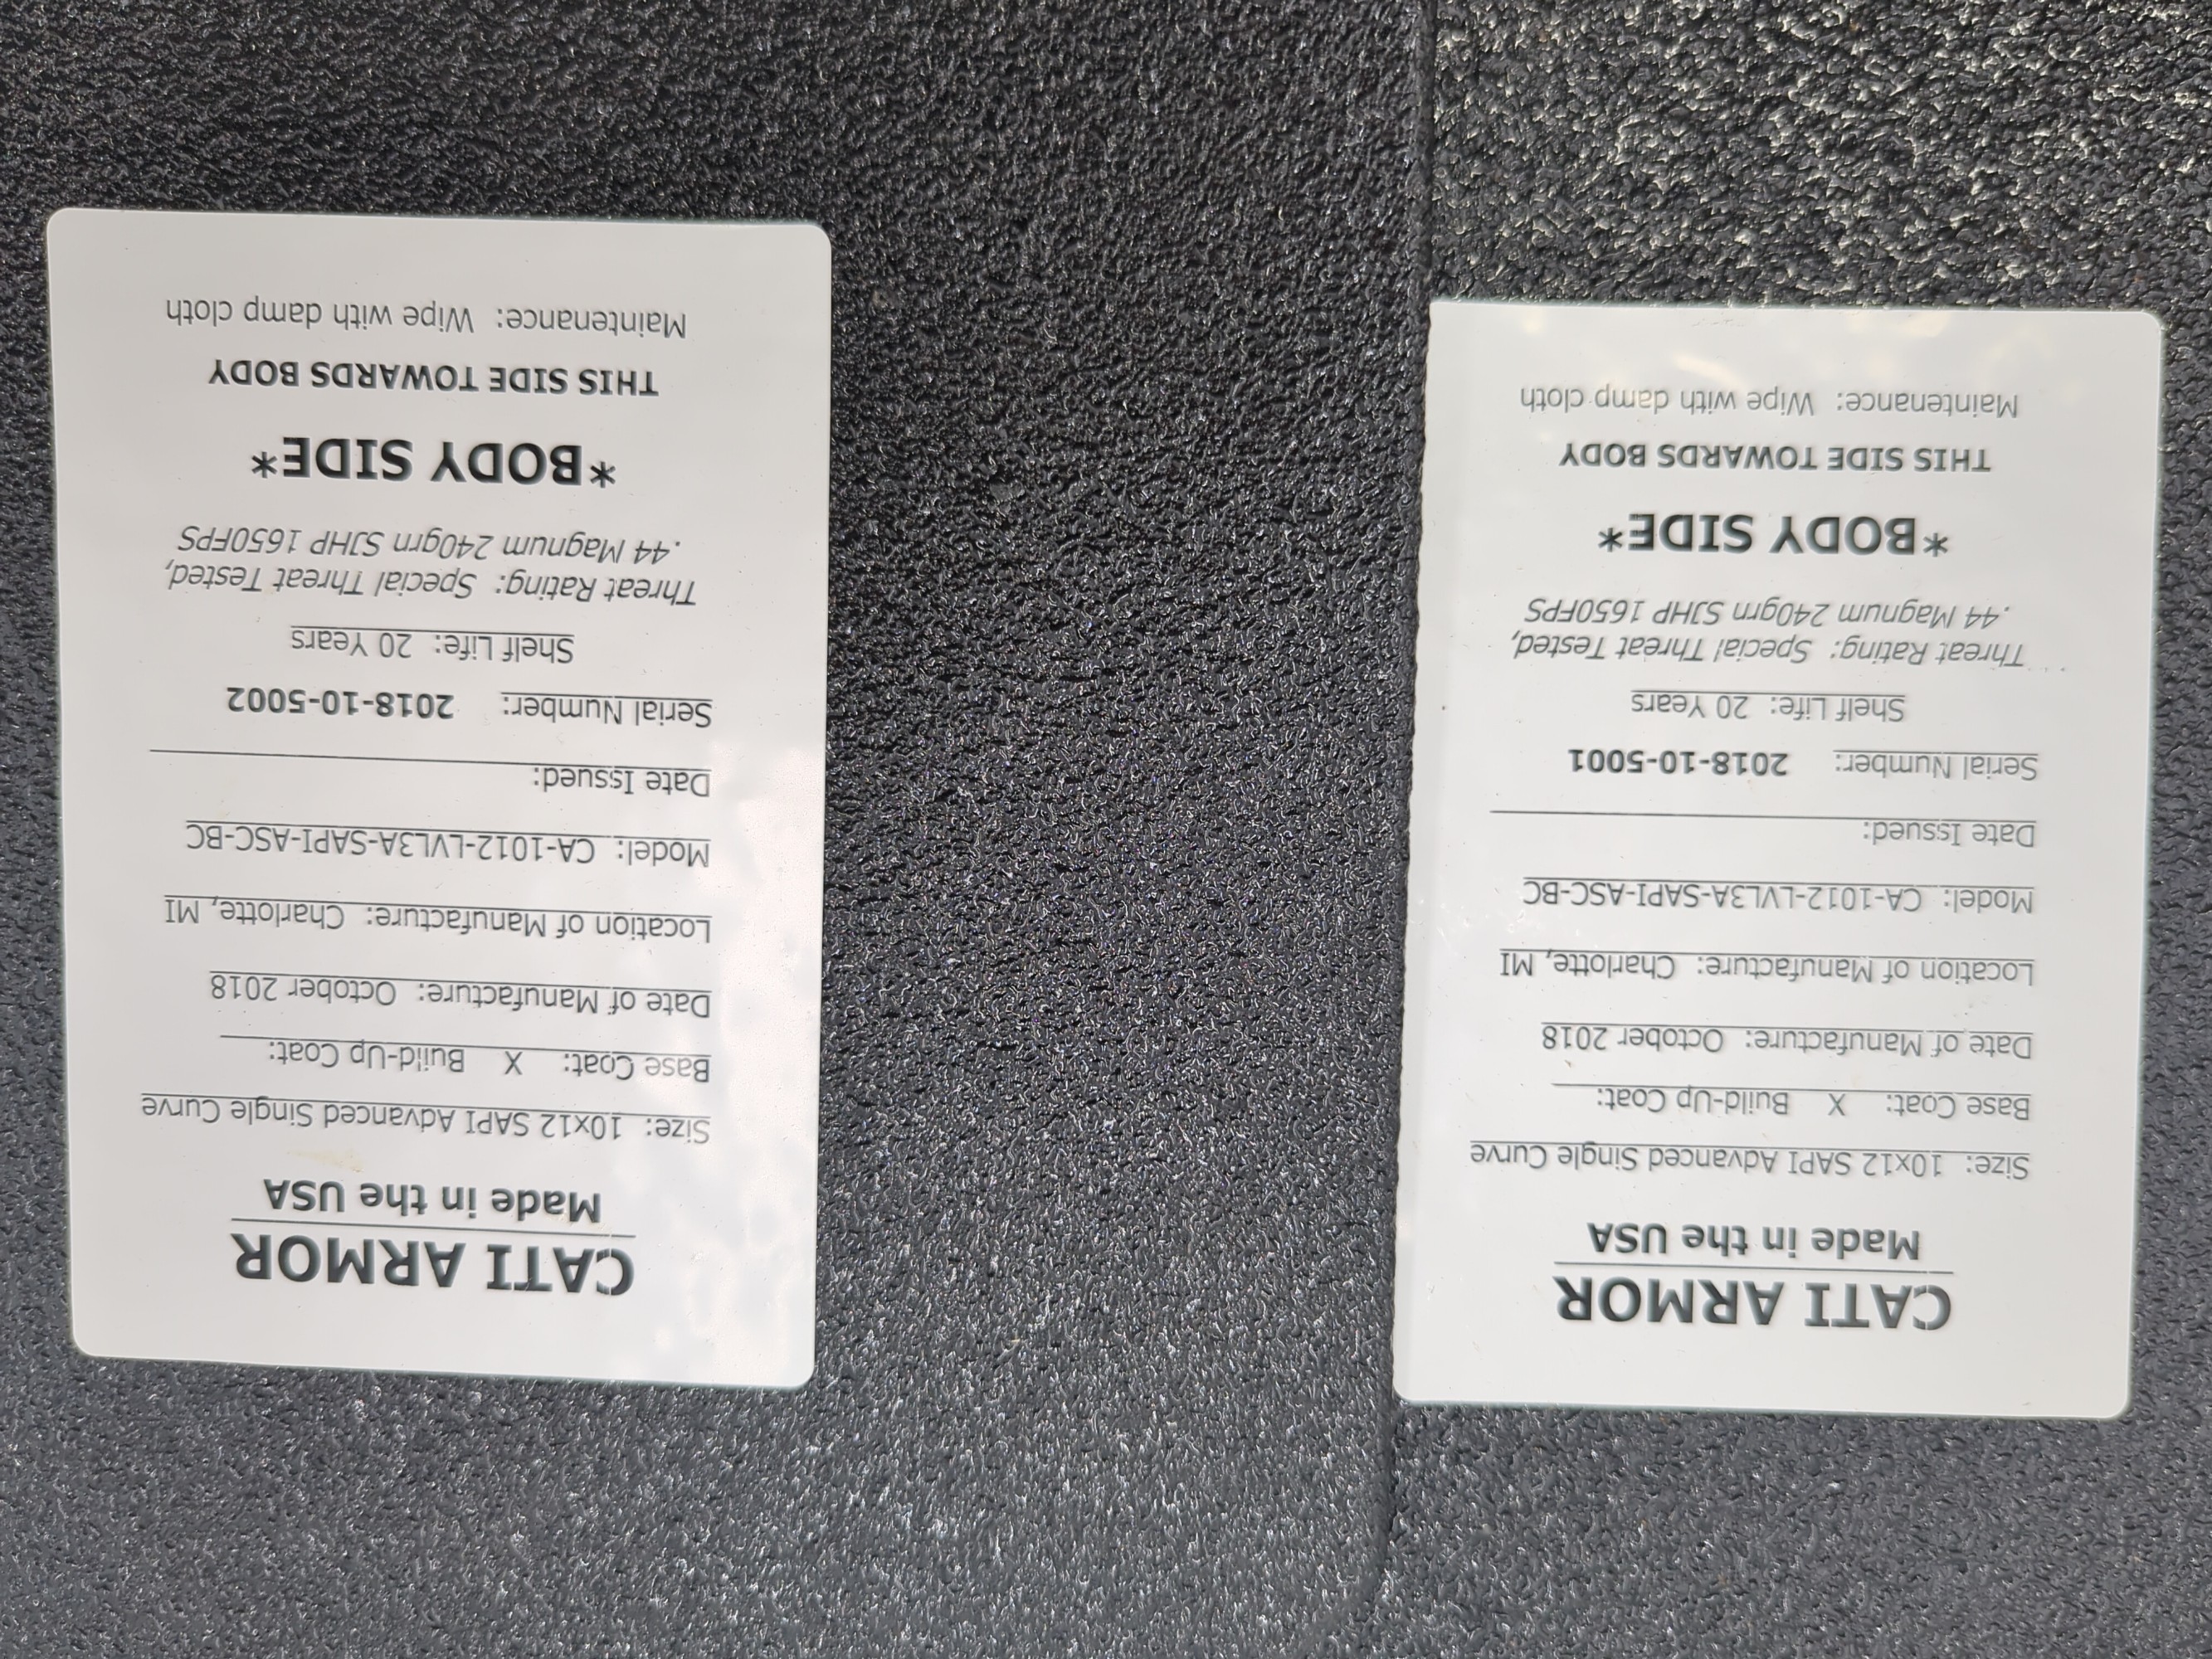 CATI ARMOR
Made in the USA
Size: 10x12 SAPI Advanced Single Curve
Base Coat: X Build-Up Coat:
Date of Manufacture: October 2018
Location of Manufacture: Charlotte, MI
Model: CA-1012-LVL3A-SAPI-ASC-BC
Date Issued:
Serial Number: 2018-10-5001
Shelf Life: 20 Years
Threat Rating: Special Threat Tested,
.44 Magnum 240grn SJHP 1650FPS
*BODY SIDE*
THIS SIDE TOWARDS BODY
Maintenance: Wipe with damp cloth
CATI ARMOR
Made in the USA
Size: 10x12 SAPI Advanced Single Curve
Base Coat: X Build-Up Coat:
Date of Manufacture: October 2018
Location of Manufacture: Charlotte, MI
Model: CA-1012-LVL3A-SAPI-ASC-BC
Date Issued:
Serial Number: 2018-10-5002
Shelf Life: 20 Years
Threat Rating: Special Threat Tested,
.44 Magnum 240grn SJHP 1650FPS
*BODY SIDE*
THIS SIDE TOWARDS BODY
Maintenance: Wipe with damp cloth